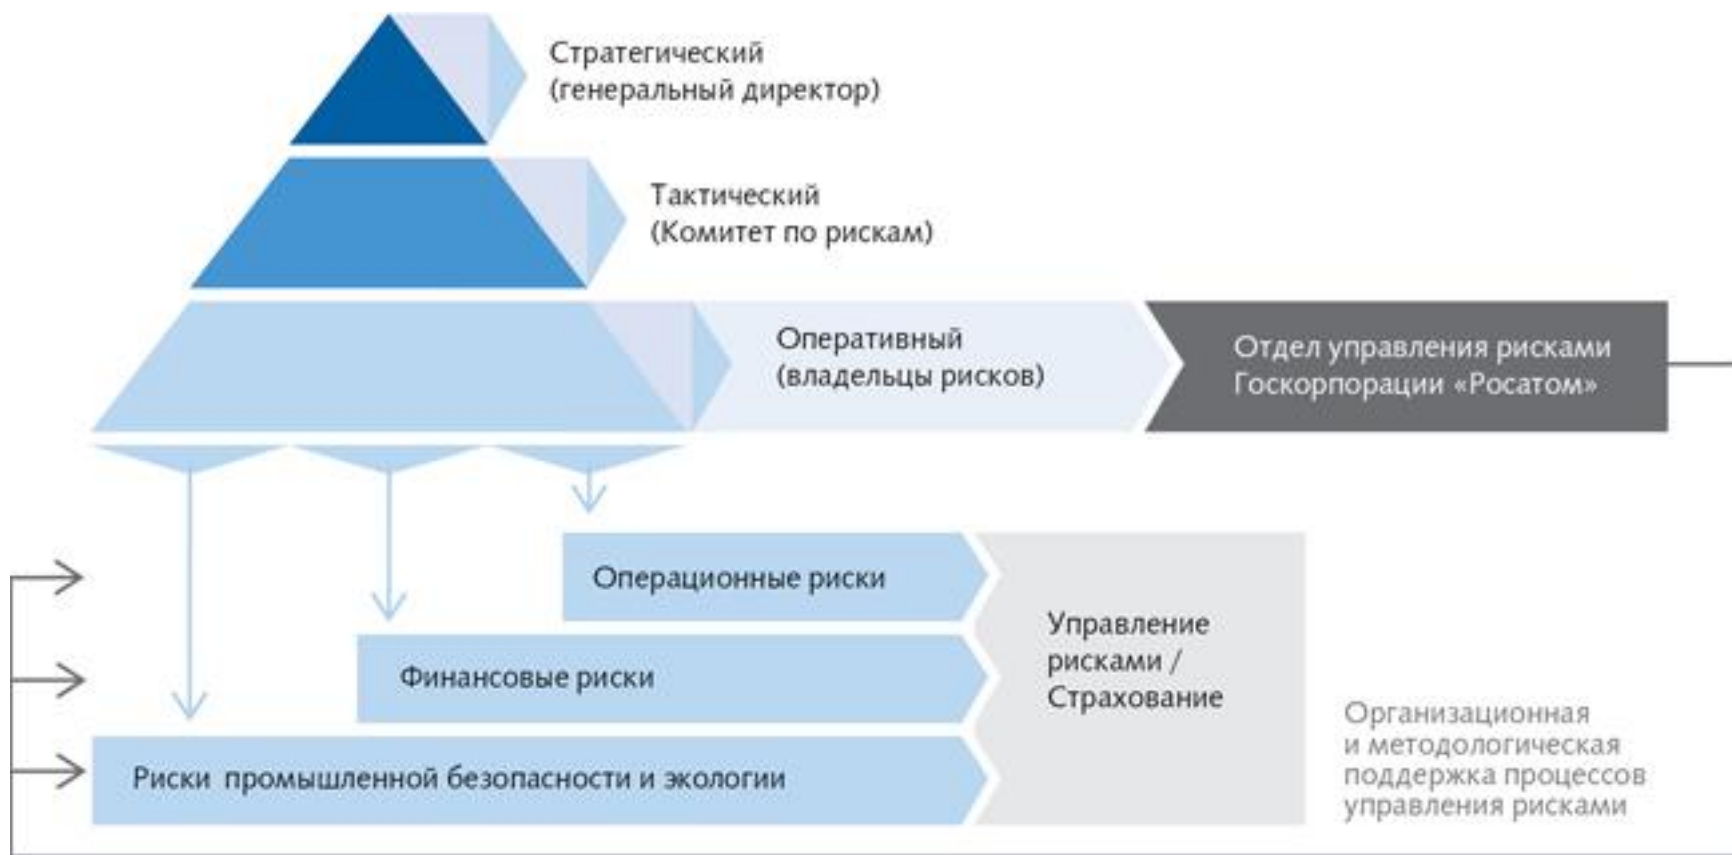 Стратегический
(генеральный директор)
Тактический
(Комитет по рискам)
Оперативный
(владельцы рисков)
Отдел управления рисками
Госкорпорации «Росатом»
Операционные риски
Финансовые риски
Риски промышленной безопасности и экологии
Управление
рисками /
Страхование
Организационная
и методологическая
поддержка процессов
управления рисками